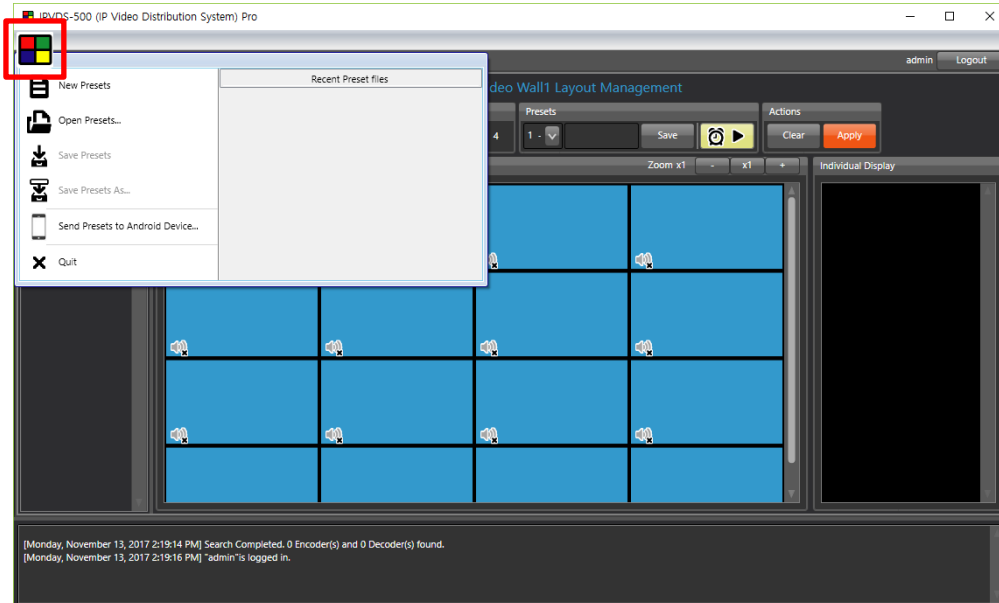 IPVDS-500 (IP Video Distribution System) Pro
admin
Logout
Recent Preset files
New Presets
Open Presets...
Save Presets
Save Presets As...
Send Presets to Android Device...
Quit
deo Wall1 Layout Management
Presets
Actions
4
1 -
Save
Clear
Apply
Zoom x1
-
x1
+
Individual Display
[Monday, November 13, 2017 2:19:14 PM] Search Completed. 0 Encoder(s) and 0 Decoder(s) found.
[Monday, November 13, 2017 2:19:16 PM] "admin"is logged in.